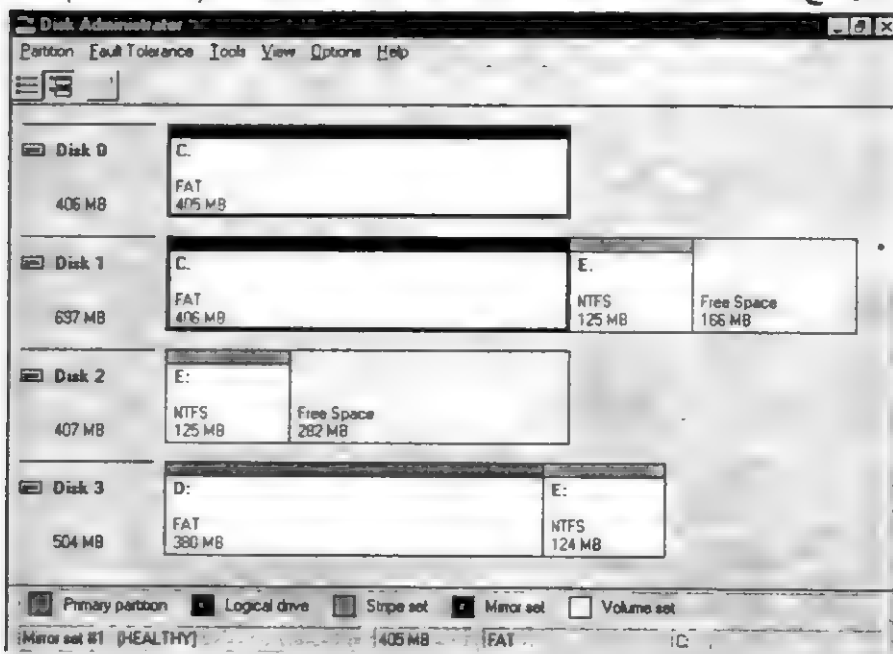 Disk Administrator
Partition Fault Tolerance Tools View Options Help
Disk 0
406 MB
C:
FAT
405 MB
Disk 1
697 MB
C:
FAT
406 MB
E:
NTFS
125 MB
Free Space
166 MB
Disk 2
407 MB
E:
NTFS
125 MB
Free Space
282 MB
Disk 3
504 MB
D:
FAT
380 MB
E:
NTFS
124 MB
Primary partition Logical drive Stripe set Mirror set Volume set
Mirror set #1 [HEALTHY] 405 MB FAT C: